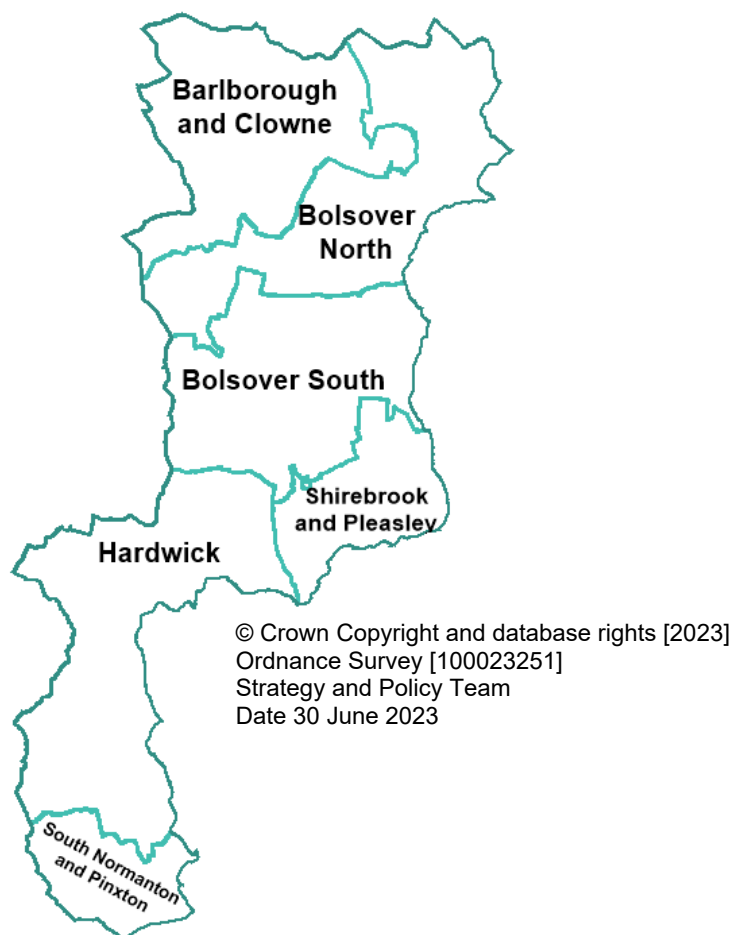 Barlborough
and Clowne
Bolsover
North
Bolsover South
Shirebrook
and Pleasley
Hardwick
© Crown Copyright and database rights [2023]
Ordnance Survey [100023251]
Strategy and Policy Team
Date 30 June 2023
South Normanton
and Pinxton